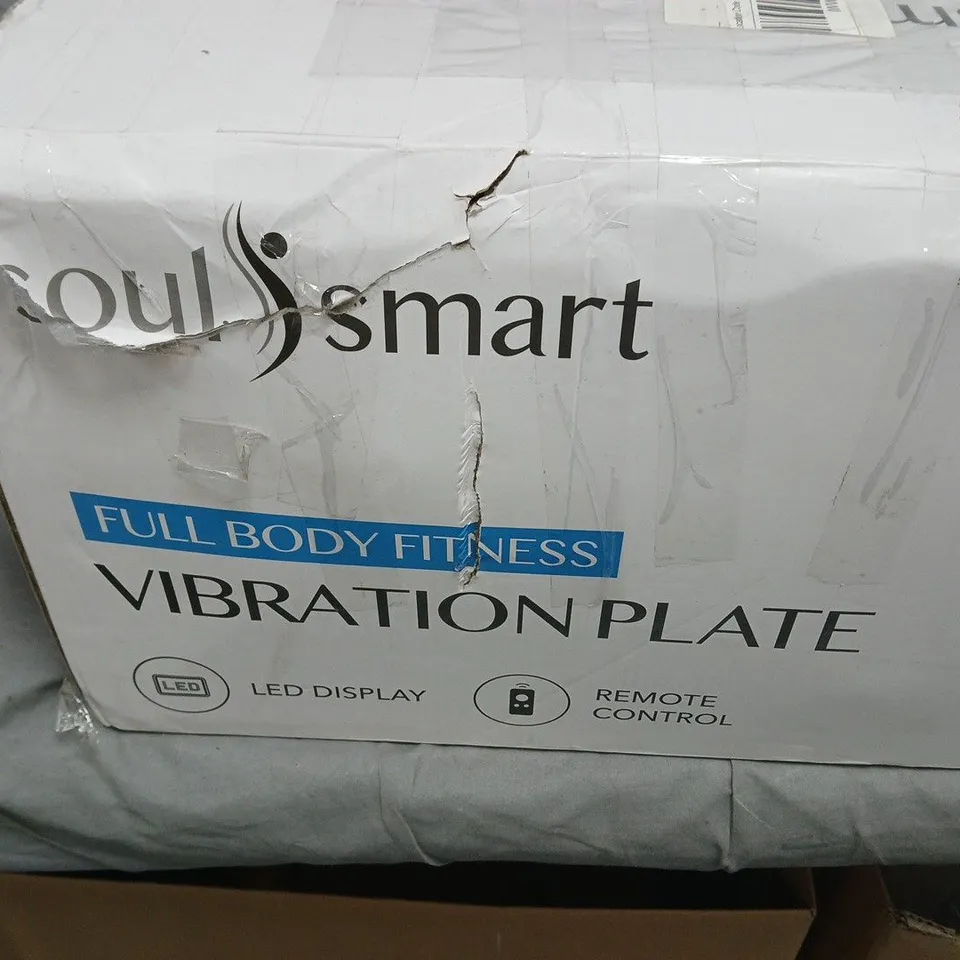 soul smart
FULL BODY FITNESS
VIBRATION PLATE
LED
LED DISPLAY
REMOTE
CONTROL